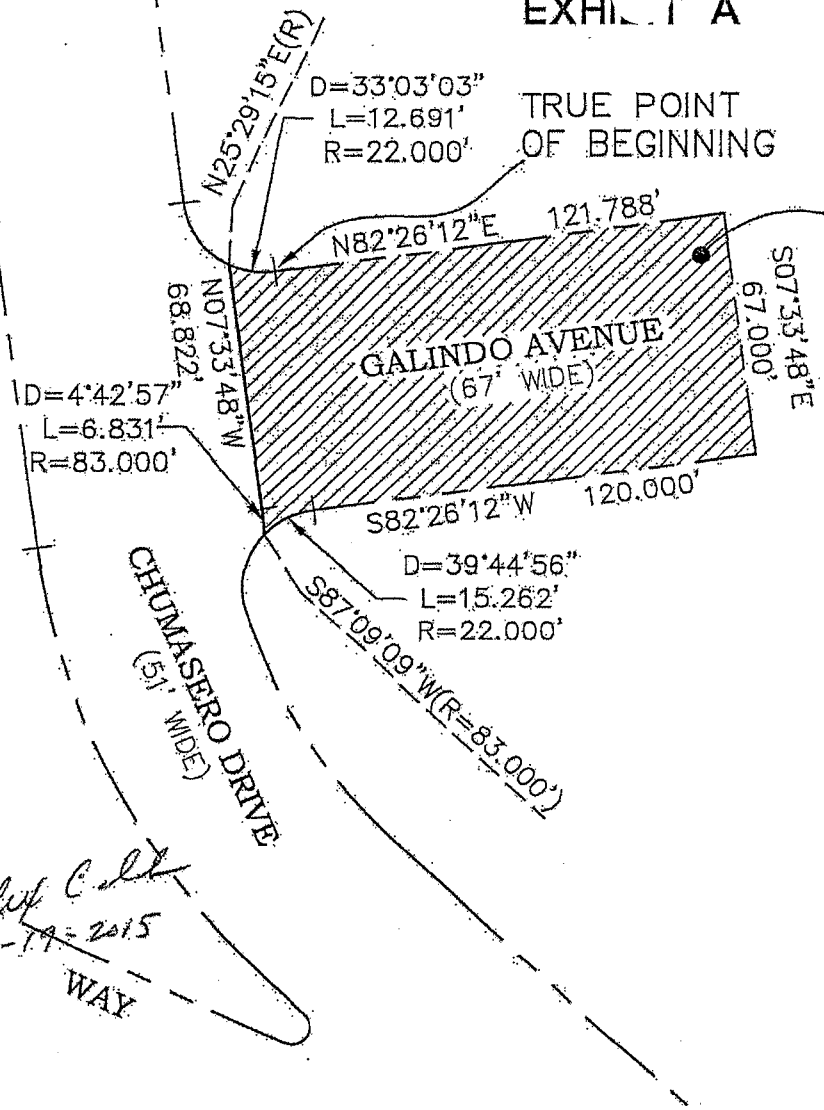 A
N25°29'15"E(R)
D=33°03'03"
L=12.691'
R=22.000'
TRUE POINT
OF BEGINNING
N82°26'12"E
121.788'
S07°33'48"E
67.000'
N07°33'48"W
68.822'
GALINDO AVENUE
(67' WIDE)
D=4°42'57"
L=6.831'
R=83.000'
S82°26'12"W
120.000'
D=39°44'56"
L=15.262'
R=22.000'
S87°09'09"W(R=83.000')
CHUMASERO DRIVE
(51' WIDE)
-19-2015
WAY